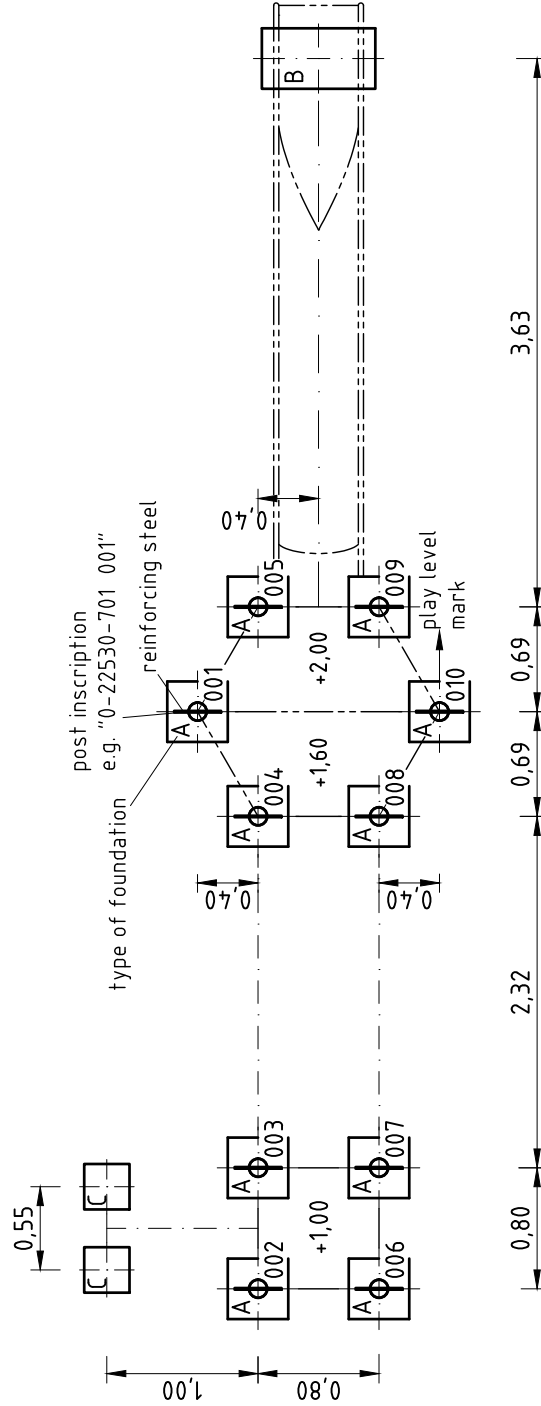 post inscription
e.g. "0-22530-701 001"
reinforcing steel
type of foundation
0,55
C
C
1,00
0,80
A
002
A
003
+1,00
A
006
A
007
0,40
A
004
A
001
A
005
0,40
+1,60
+2,00
0,40
A
008
A
010
A
009
play level
mark
B
0,80
2,32
0,69
0,69
3,63